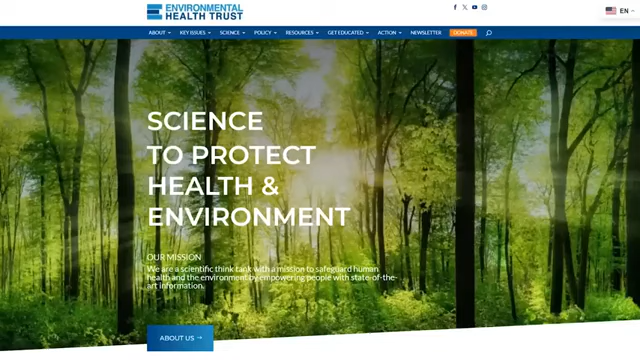 ENVIRONMENTAL
HEALTH TRUST
EN
ABOUT KEY ISSUES SCIENCE POLICY RESOURCES GET EDUCATED ACTION NEWSLETTER DONATE
SCIENCE
TO PROTECT
HEALTH &
ENVIRONMENT
OUR MISSION
We are a scientific think tank with a mission to safeguard human
health and the environment by empowering people with state-of-the-
art information.
ABOUT US